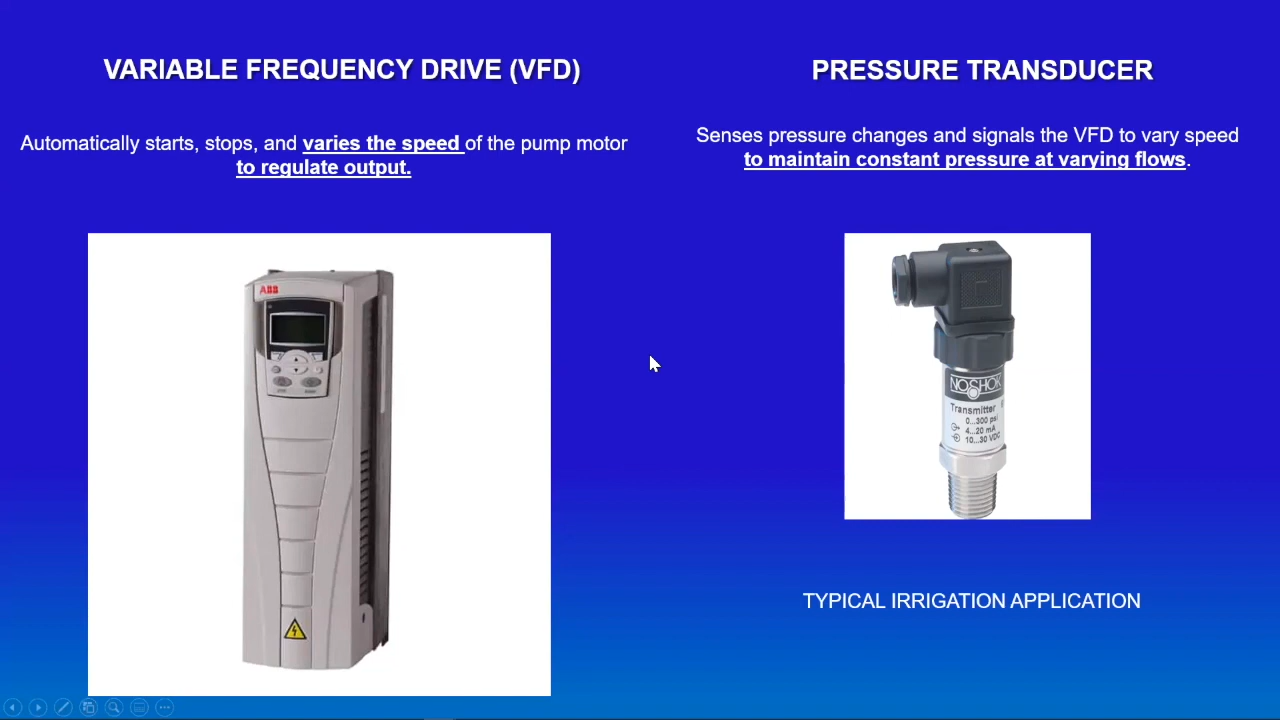 VARIABLE FREQUENCY DRIVE (VFD)
Automatically starts, stops, and varies the speed of the pump motor
to regulate output.
ABB
PRESSURE TRANSDUCER
Senses pressure changes and signals the VFD to vary speed
to maintain constant pressure at varying flows.
NOSHOK
Transmitter
0...300 psi
4...20 mA
10...30 VDC
TYPICAL IRRIGATION APPLICATION